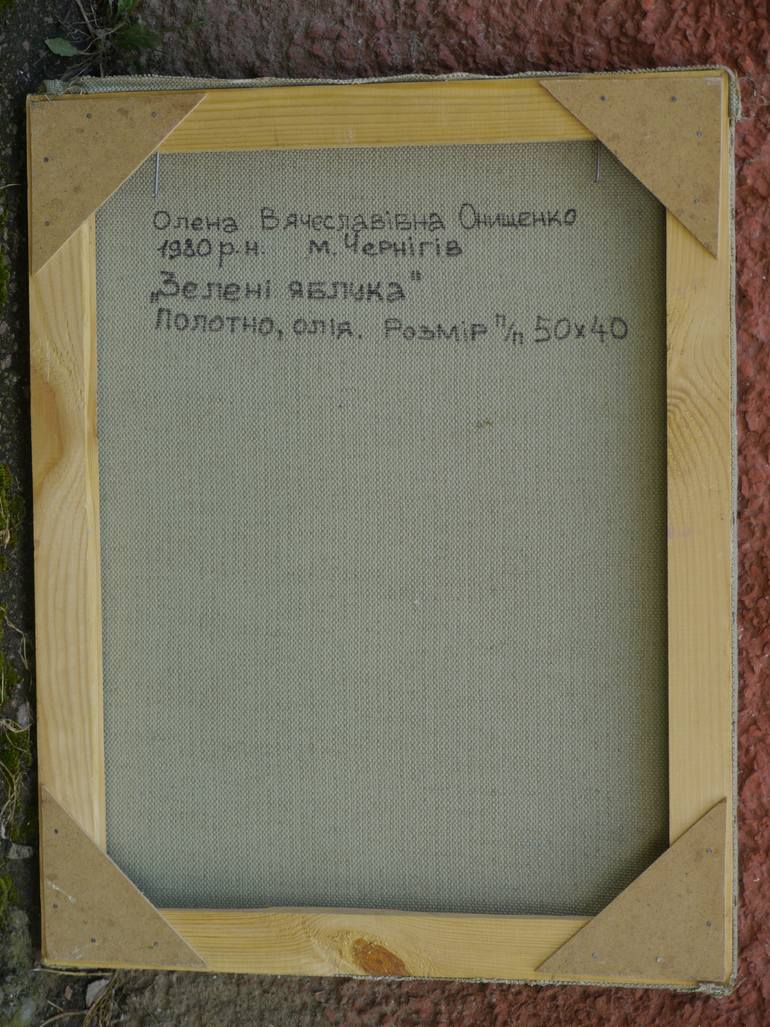 Олена Вячеславівна Онищенко
1980 р.н. м. Чернігів
„Зелені яблука"
Полотно, олія. Розмір п/п 50х40